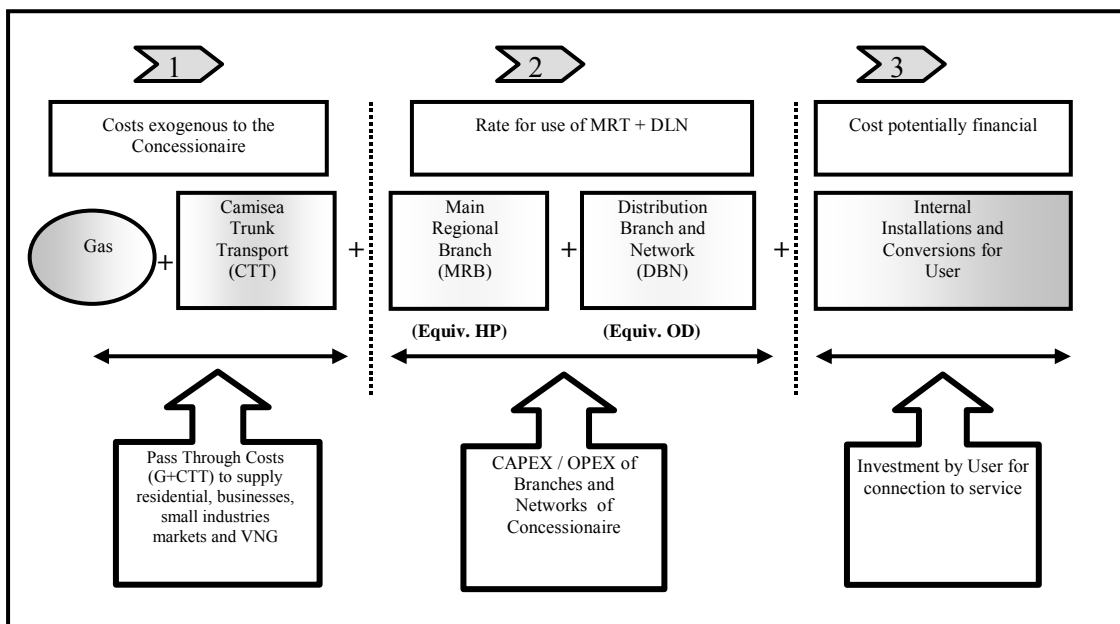 1
2
3
Costs exogenous to the
Concessionaire
Rate for use of MRT + DLN
Cost potentially financial
Gas
+
Camisea
Trunk
Transport
(CTT)
+
Main
Regional
Branch
(MRB)
+
Distribution
Branch and
Network
(DBN)
+
Internal
Installations and
Conversions for
User
(Equiv. HP)
(Equiv. OD)
Pass Through Costs
(G+CTT) to supply
residential, businesses,
small industries
markets and VNG
CAPEX / OPEX of
Branches and
Networks of
Concessionaire
Investment by User for
connection to service